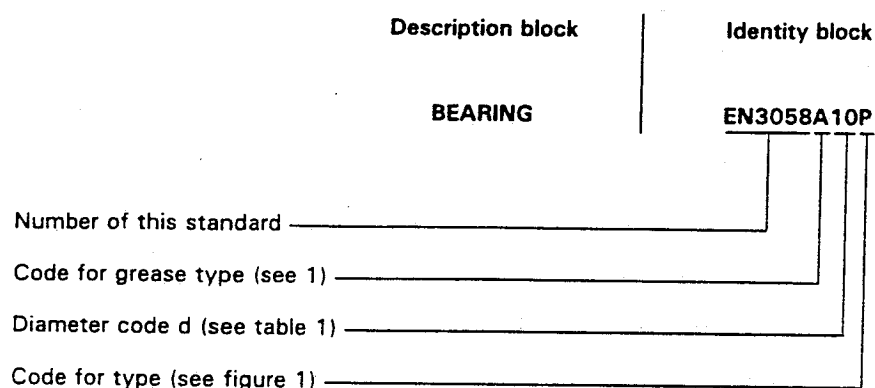 Description block Identity block
BEARING EN3058A10P
Number of this standard
Code for grease type (see 1)
Diameter code d (see table 1)
Code for type (see figure 1)